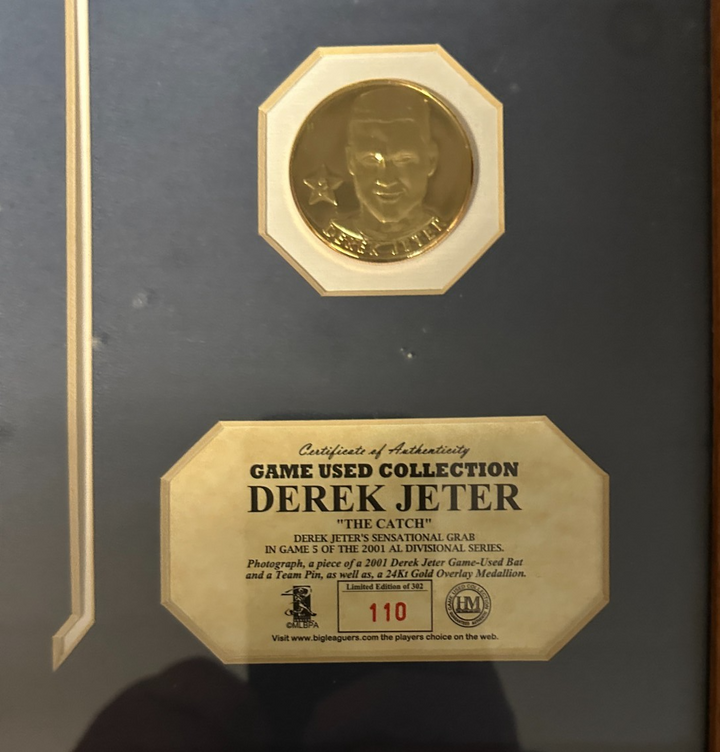 DEREK JETER
Certificate of Authenticity
GAME USED COLLECTION
DEREK JETER
"THE CATCH"
DEREK JETER'S SENSATIONAL GRAB
IN GAME 5 OF THE 2001 AL DIVISIONAL SERIES.
Photograph, a piece of a 2001 Derek Jeter Game-Used Bat
and a Team Pin, as well as, a 24Kt Gold Overlay Medallion.
Limited Edition of 302
110
HM
©MLBPA
Visit www.bigleaguers.com the players choice on the web.